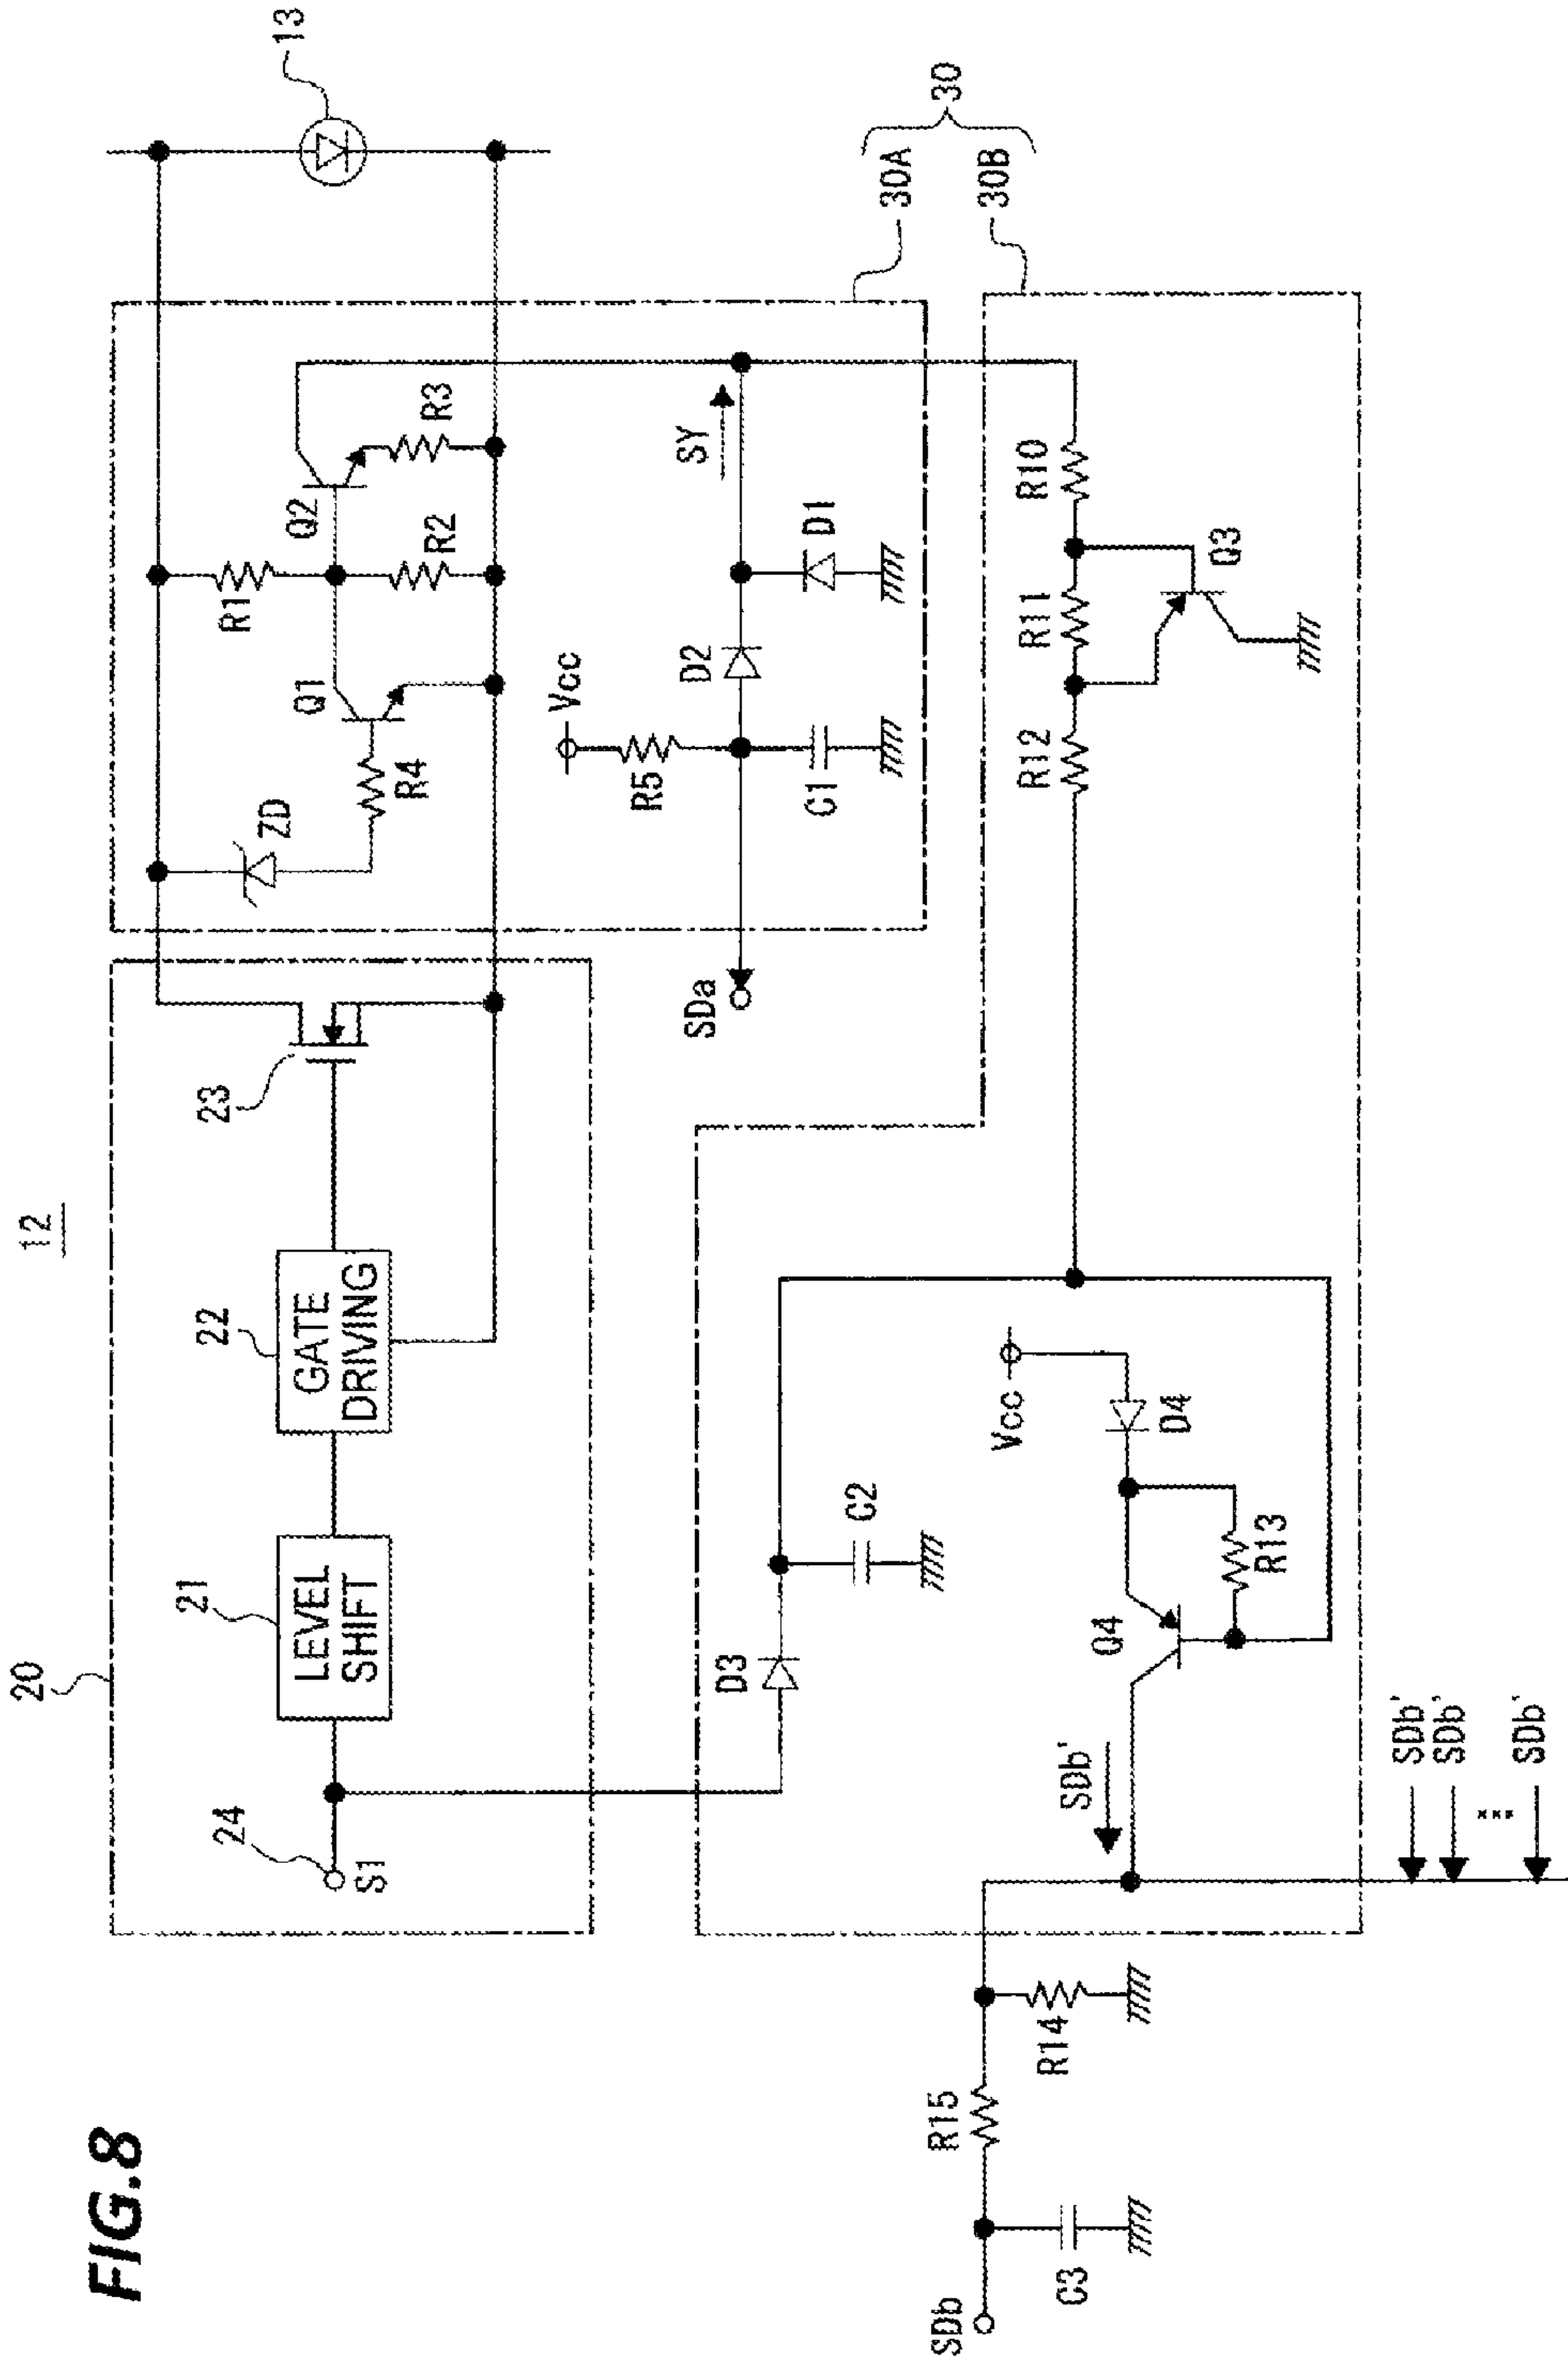 FIG.8
12
20
21
LEVEL
SHIFT
22
GATE
DRIVING
23
24
S1
13
30
30A
30B
ZD
R4
Q1
R1
Q2
R2
R3
Vcc
R5
D2
SY
C1
D1
SDa
R10
R11
R12
Q3
D3
C2
Vcc
D4
Q4
R13
SDb'
SDb'
SDb'
SDb'
R14
R15
C3
SDb